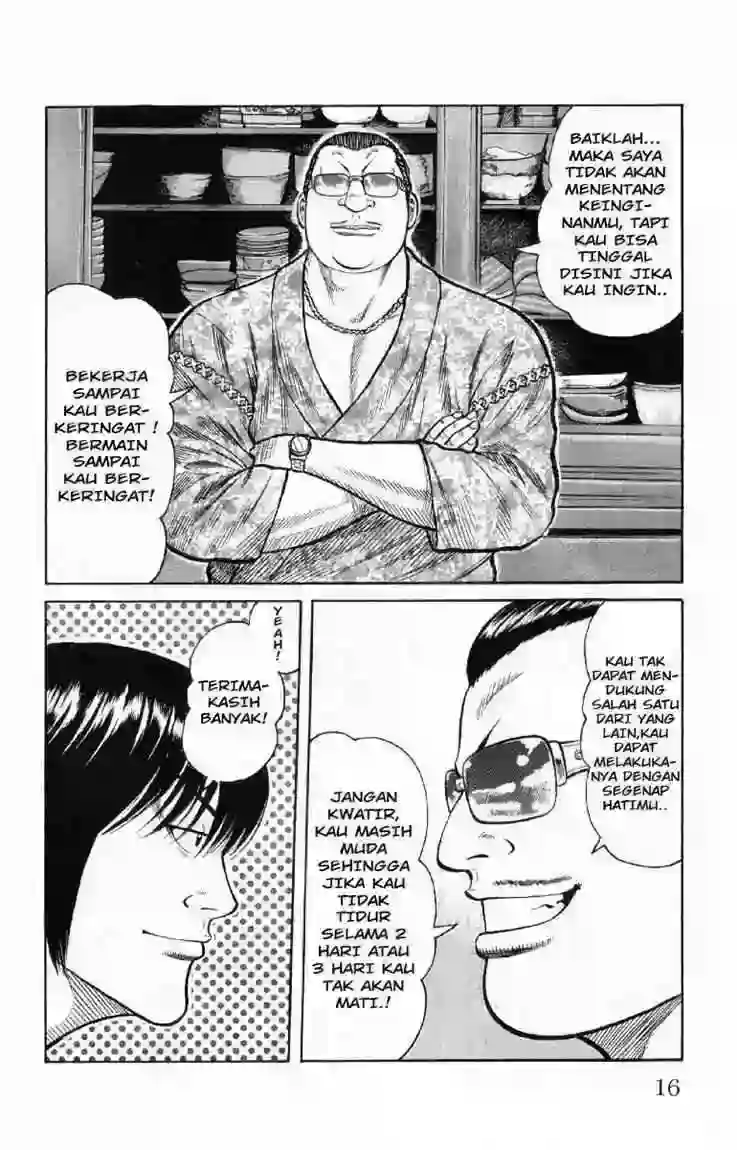 BAIKLAH...
MAKA SAYA
TIDAK AKAN
MENENTANG
KEINGI-
NANMU, TAPI
KAU BISA
TINGGAL
DISINI JIKA
KAU INGIN..
BEKERJA
SAMPAI
KAU BER-
KERINGAT !
BERMAIN
SAMPAI
KAU BER-
KERINGAT!
KAU TAK
DAPAT MEN-
DUKUNG
SALAH SATU
DARI YANG
LAIN,KAU
DAPAT
MELAKUKA-
NYA DENGAN
SEGENAP
HATIMU..
JANGAN
KWATIR,
KAU MASIH
MUDA
SEHINGGA
JIKA KAU
TIDAK
TIDUR
SELAMA 2
HARI ATAU
3 HARI KAU
TAK AKAN
MATI.!
YEAH!
TERIMA-
KASIH
BANYAK!
16